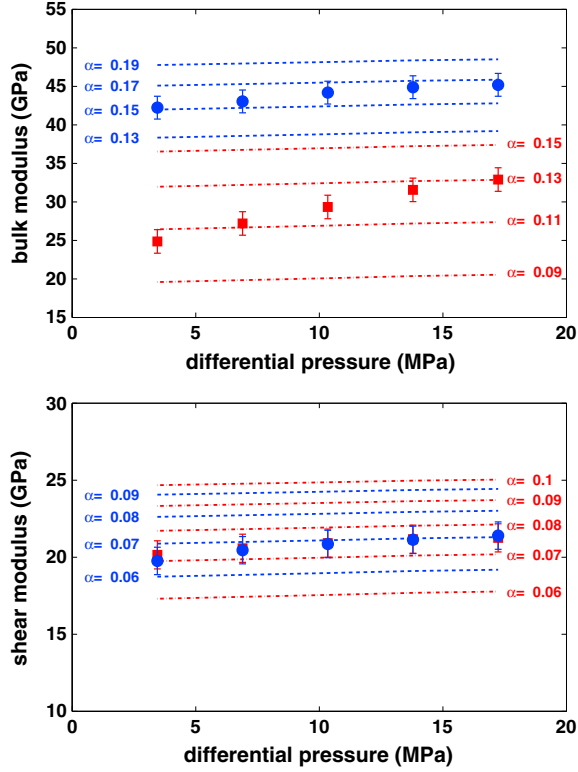 55
50
45
40
35
30
25
20
15
bulk modulus (GPa)
α= 0.19
α= 0.17
α= 0.15
α= 0.13
α= 0.15
α= 0.13
α= 0.11
α= 0.09
0 5 10 15 20
differential pressure (MPa)
30
25
20
15
10
shear modulus (GPa)
α= 0.09
α= 0.08
α= 0.07
α= 0.06
α= 0.1
α= 0.09
α= 0.08
α= 0.07
α= 0.06
0 5 10 15 20
differential pressure (MPa)